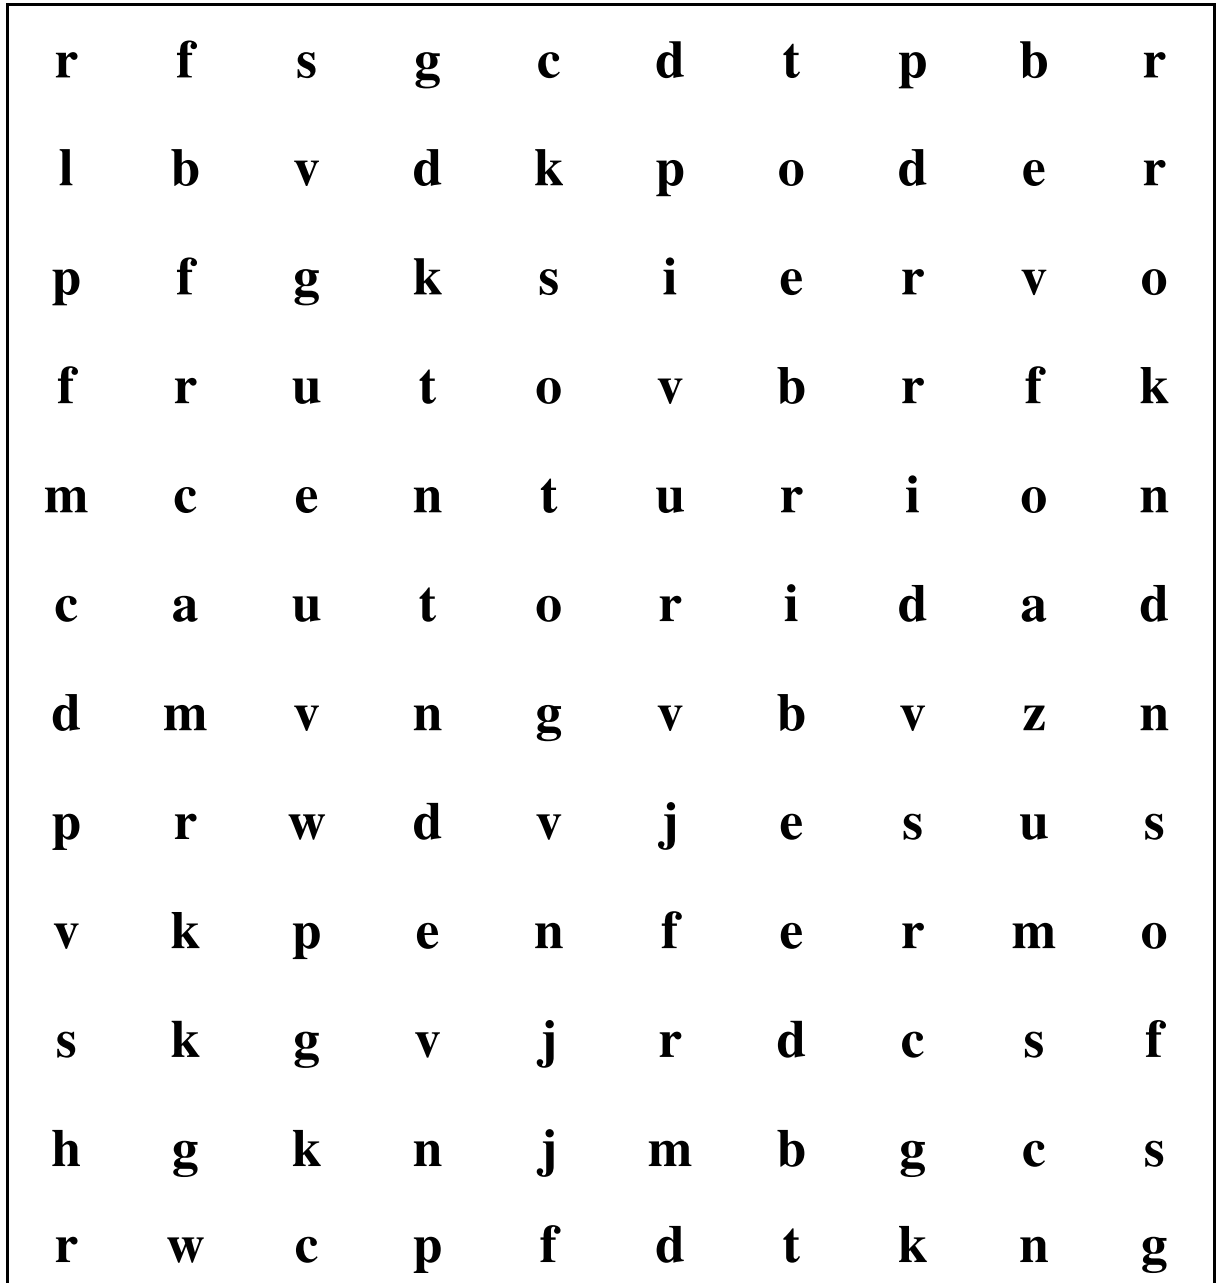 r f s g c d t p b r
l b v d k p o d e r
p f g k s i e r v o
f r u t o v b r f k
m c e n t u r i o n
c a u t o r i d a d
d m v n g v b v z n
p r w d v j e s u s
v k p e n f e r m o
s k g v j r d c s f
h g k n j m b g c s
r w c p f d t k n g